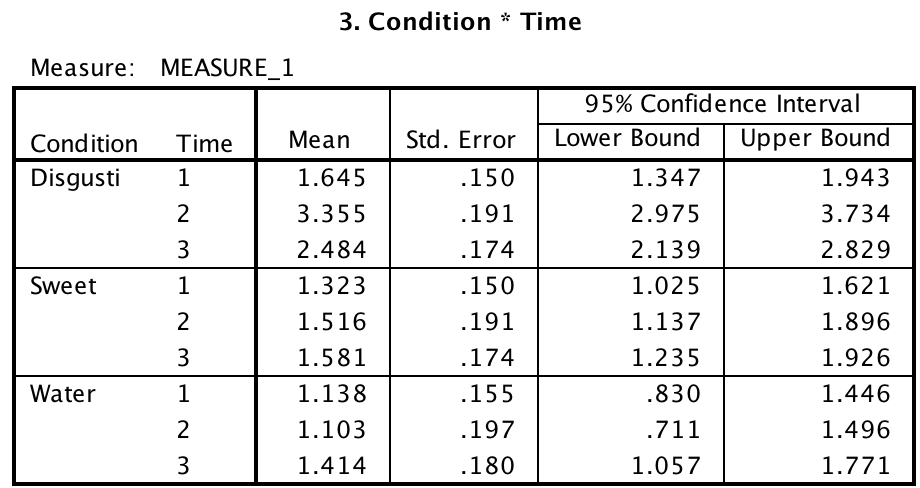 3. Condition * Time
Measure: MEASURE_1
95% Confidence Interval
Condition Time Mean Std. Error Lower Bound Upper Bound
Disgusti 1 1.645 .150 1.347 1.943
2 3.355 .191 2.975 3.734
3 2.484 .174 2.139 2.829
Sweet 1 1.323 .150 1.025 1.621
2 1.516 .191 1.137 1.896
3 1.581 .174 1.235 1.926
Water 1 1.138 .155 .830 1.446
2 1.103 .197 .711 1.496
3 1.414 .180 1.057 1.771